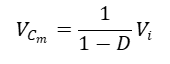 $V_{C_m} = \frac{1}{1-D} V_i$